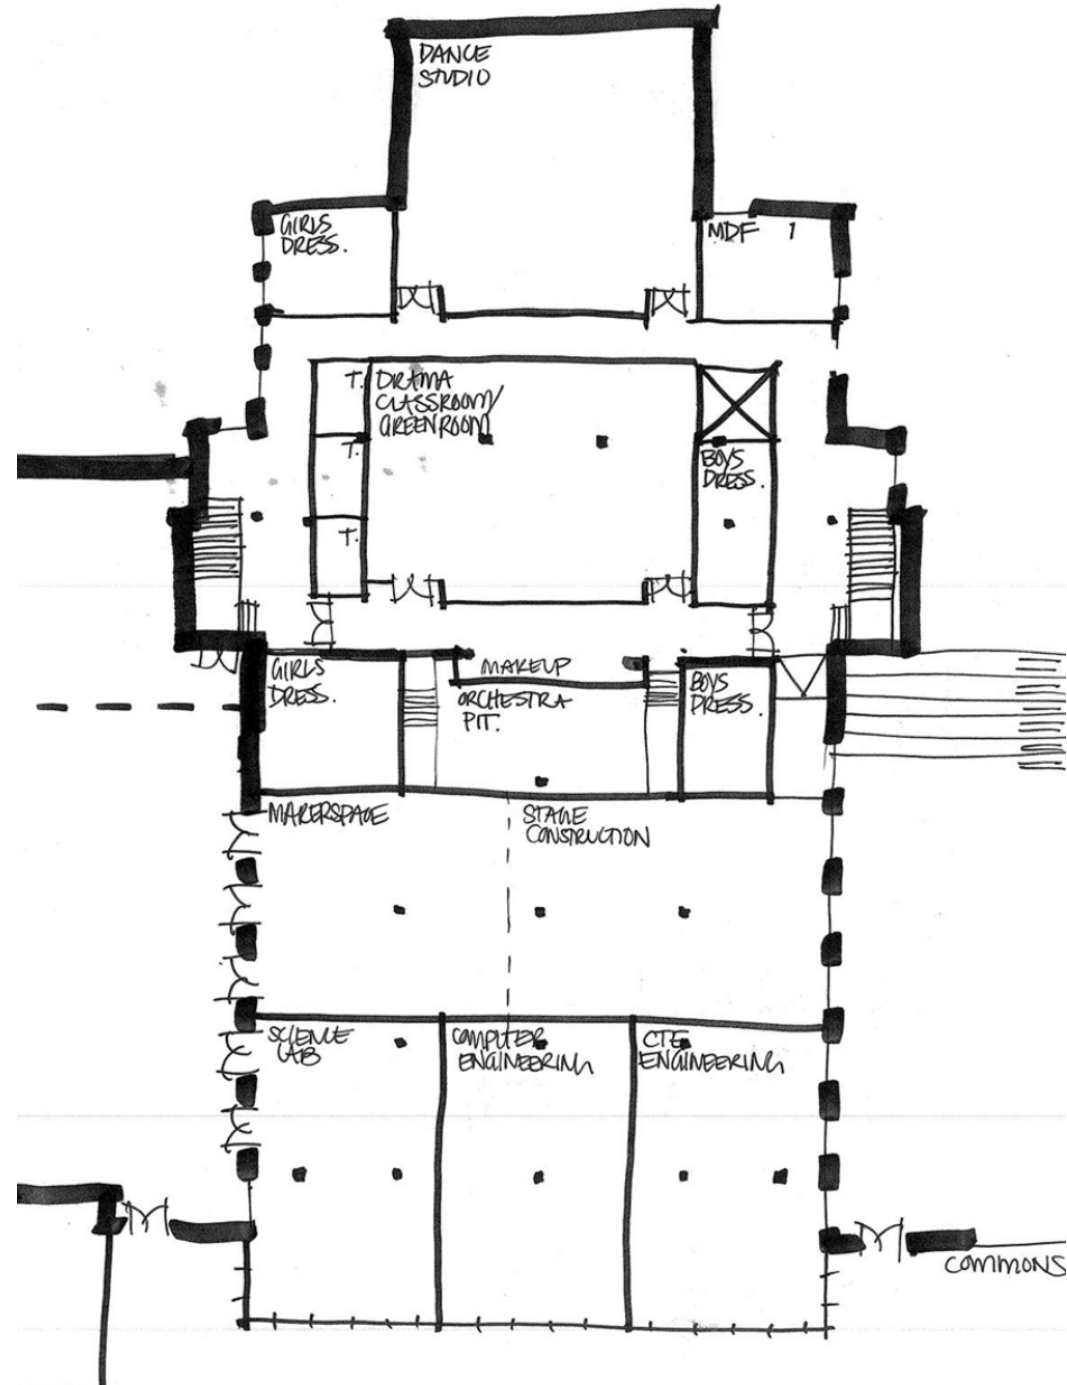 DANCE
STUDIO
GIRLS
DRESS.
MDF 1
T.
DRAMA
CLASSROOM/
GREENROOM
T.
BOYS
DRESS.
T.
GIRLS
DRESS.
MAKEUP
ORCHESTRA
PIT.
BOYS
DRESS.
MAKERSPACE
STAGE
CONSTRUCTION
SCIENCE
LAB
COMPUTER
ENGINEERING
CTE
ENGINEERING
COMMONS